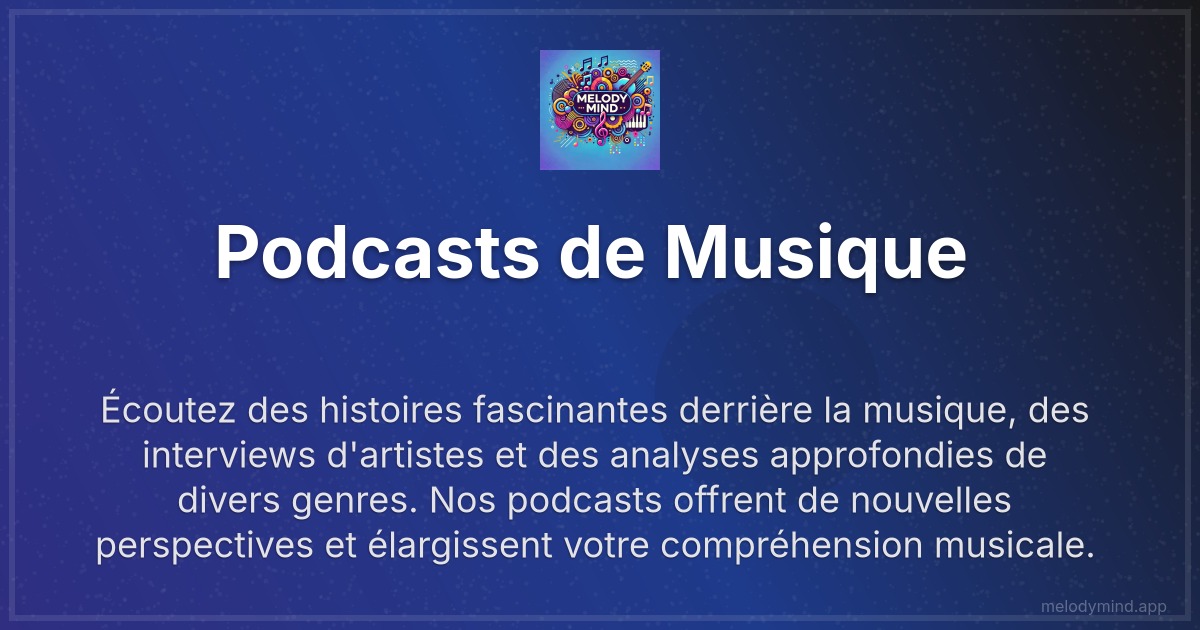 MELODY
MIND
Podcasts de Musique
Écoutez des histoires fascinantes derrière la musique, des
interviews d'artistes et des analyses approfondies de
divers genres. Nos podcasts offrent de nouvelles
perspectives et élargissent votre compréhension musicale.
melodymind.app